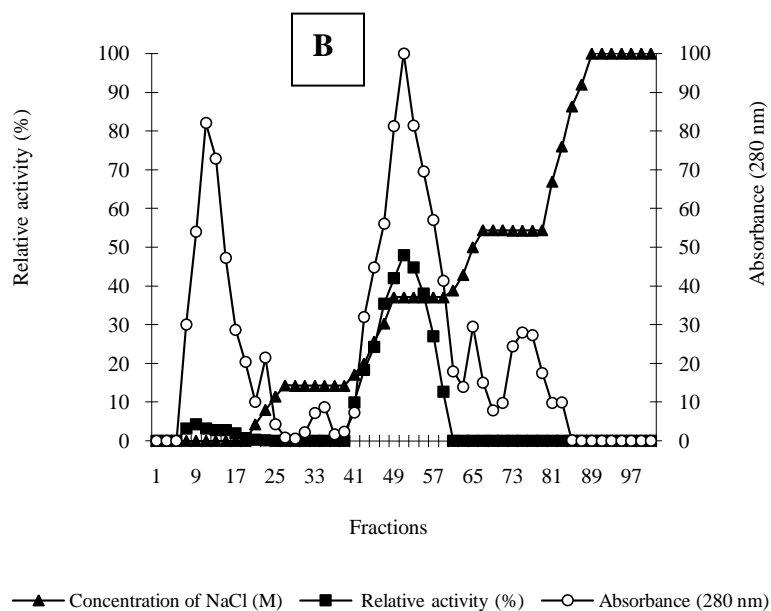 B
100 100
90 90
80 80
70 70
60 60
50 50
40 40
30 30
20 20
10 10
0 0
Relative activity (%)
Absorbance (280 nm)
1 9 17 25 33 41 49 57 65 73 81 89 97
Fractions
Concentration of NaCl (M) Relative activity (%) Absorbance (280 nm)